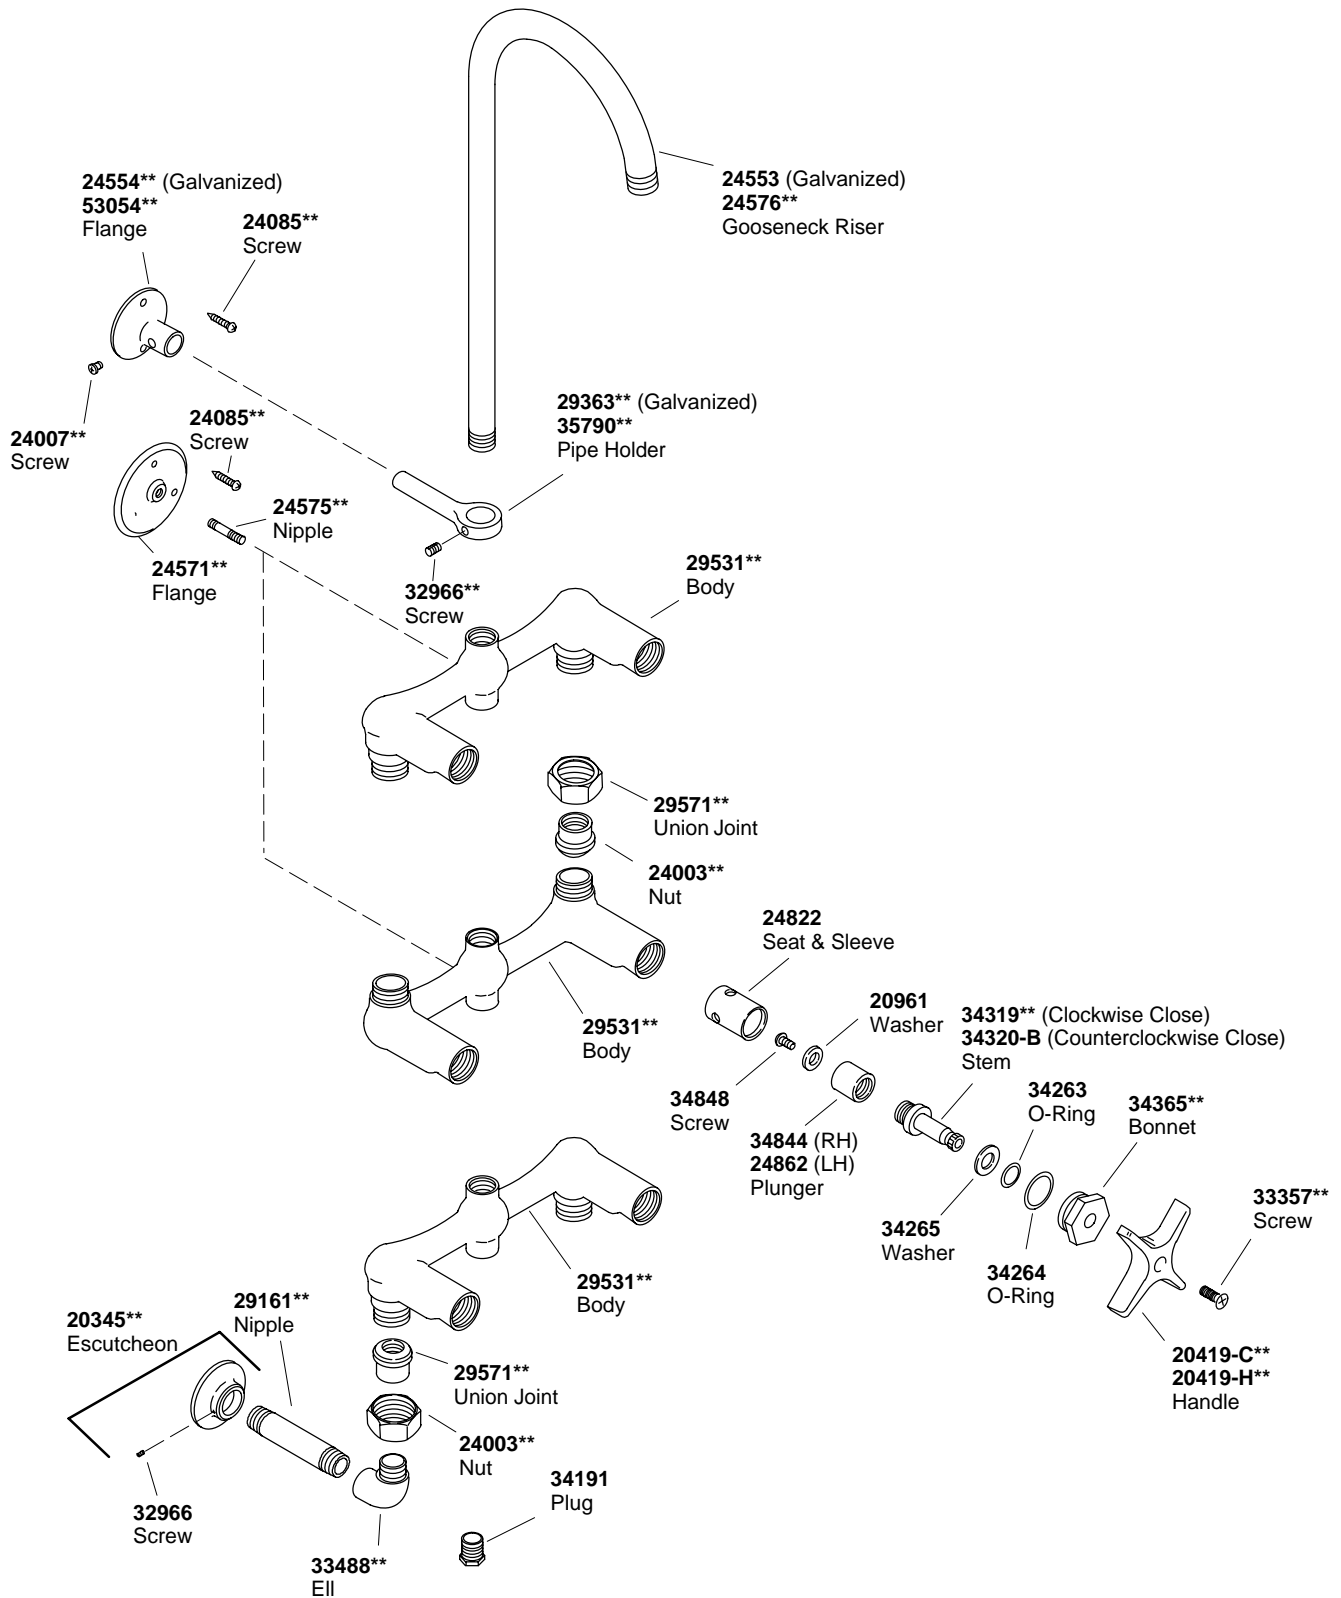 24554** (Galvanized)
53054**
Flange
24085**
Screw
24553 (Galvanized)
24576**
Gooseneck Riser
24007**
Screw
24085**
Screw
29363** (Galvanized)
35790**
Pipe Holder
24575**
Nipple
24571**
Flange
32966**
Screw
29531**
Body
29571**
Union Joint
24003**
Nut
24822
Seat & Sleeve
29531**
Body
20961
Washer
34319** (Clockwise Close)
34320-B (Counterclockwise Close)
Stem
34848
Screw
34844 (RH)
24862 (LH)
Plunger
34263
O-Ring
34365**
Bonnet
34265
Washer
34264
O-Ring
33357**
Screw
20419-C**
20419-H**
Handle
29531**
Body
20345**
Escutcheon
29161**
Nipple
29571**
Union Joint
24003**
Nut
32966
Screw
34191
Plug
33488**
Ell